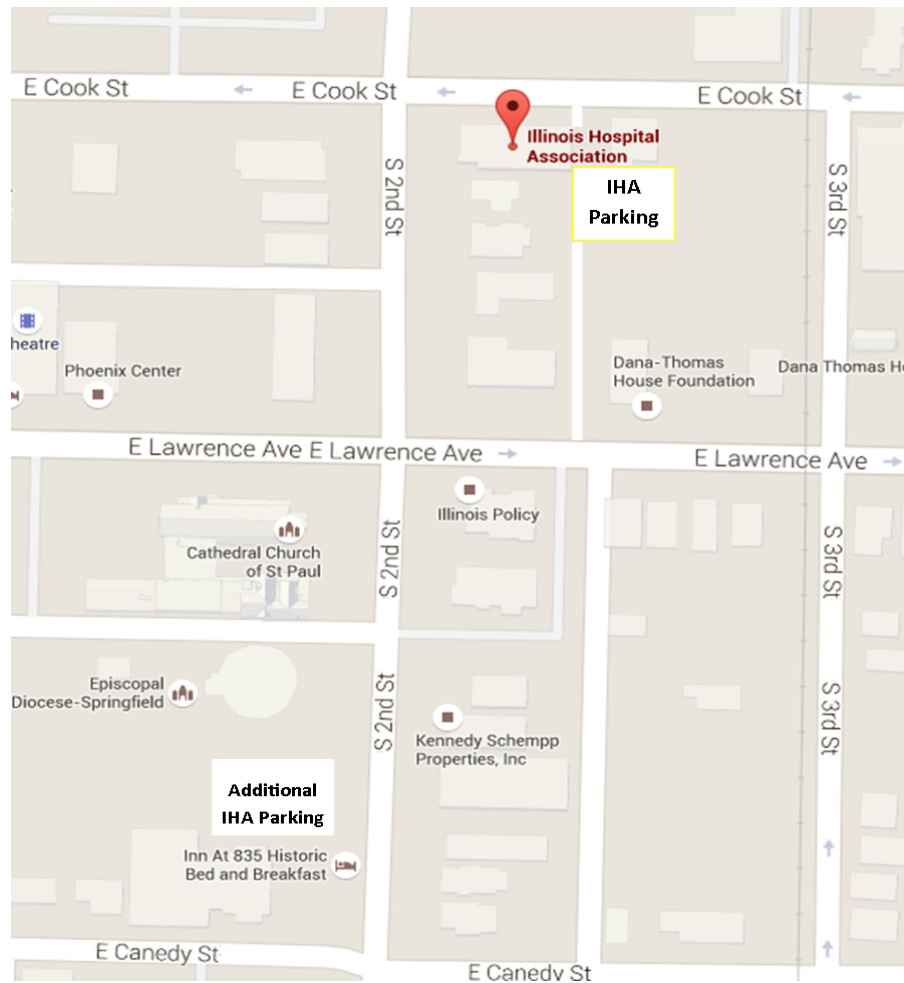 E Cook St
E Cook St
E Cook St
Illinois Hospital
Association
IHA
Parking
S 2nd St
S 3rd St
heatre
Phoenix Center
Dana-Thomas
House Foundation
Dana Thomas Ho
E Lawrence Ave
E Lawrence Ave
E Lawrence Ave
Illinois Policy
Cathedral Church
of St Paul
S 2nd St
S 3rd St
Episcopal
Diocese-Springfield
S 2nd St
S 3rd St
Kennedy Schempp
Properties, Inc
Additional
IHA Parking
Inn At 835 Historic
Bed and Breakfast
E Canedy St
E Canedy St